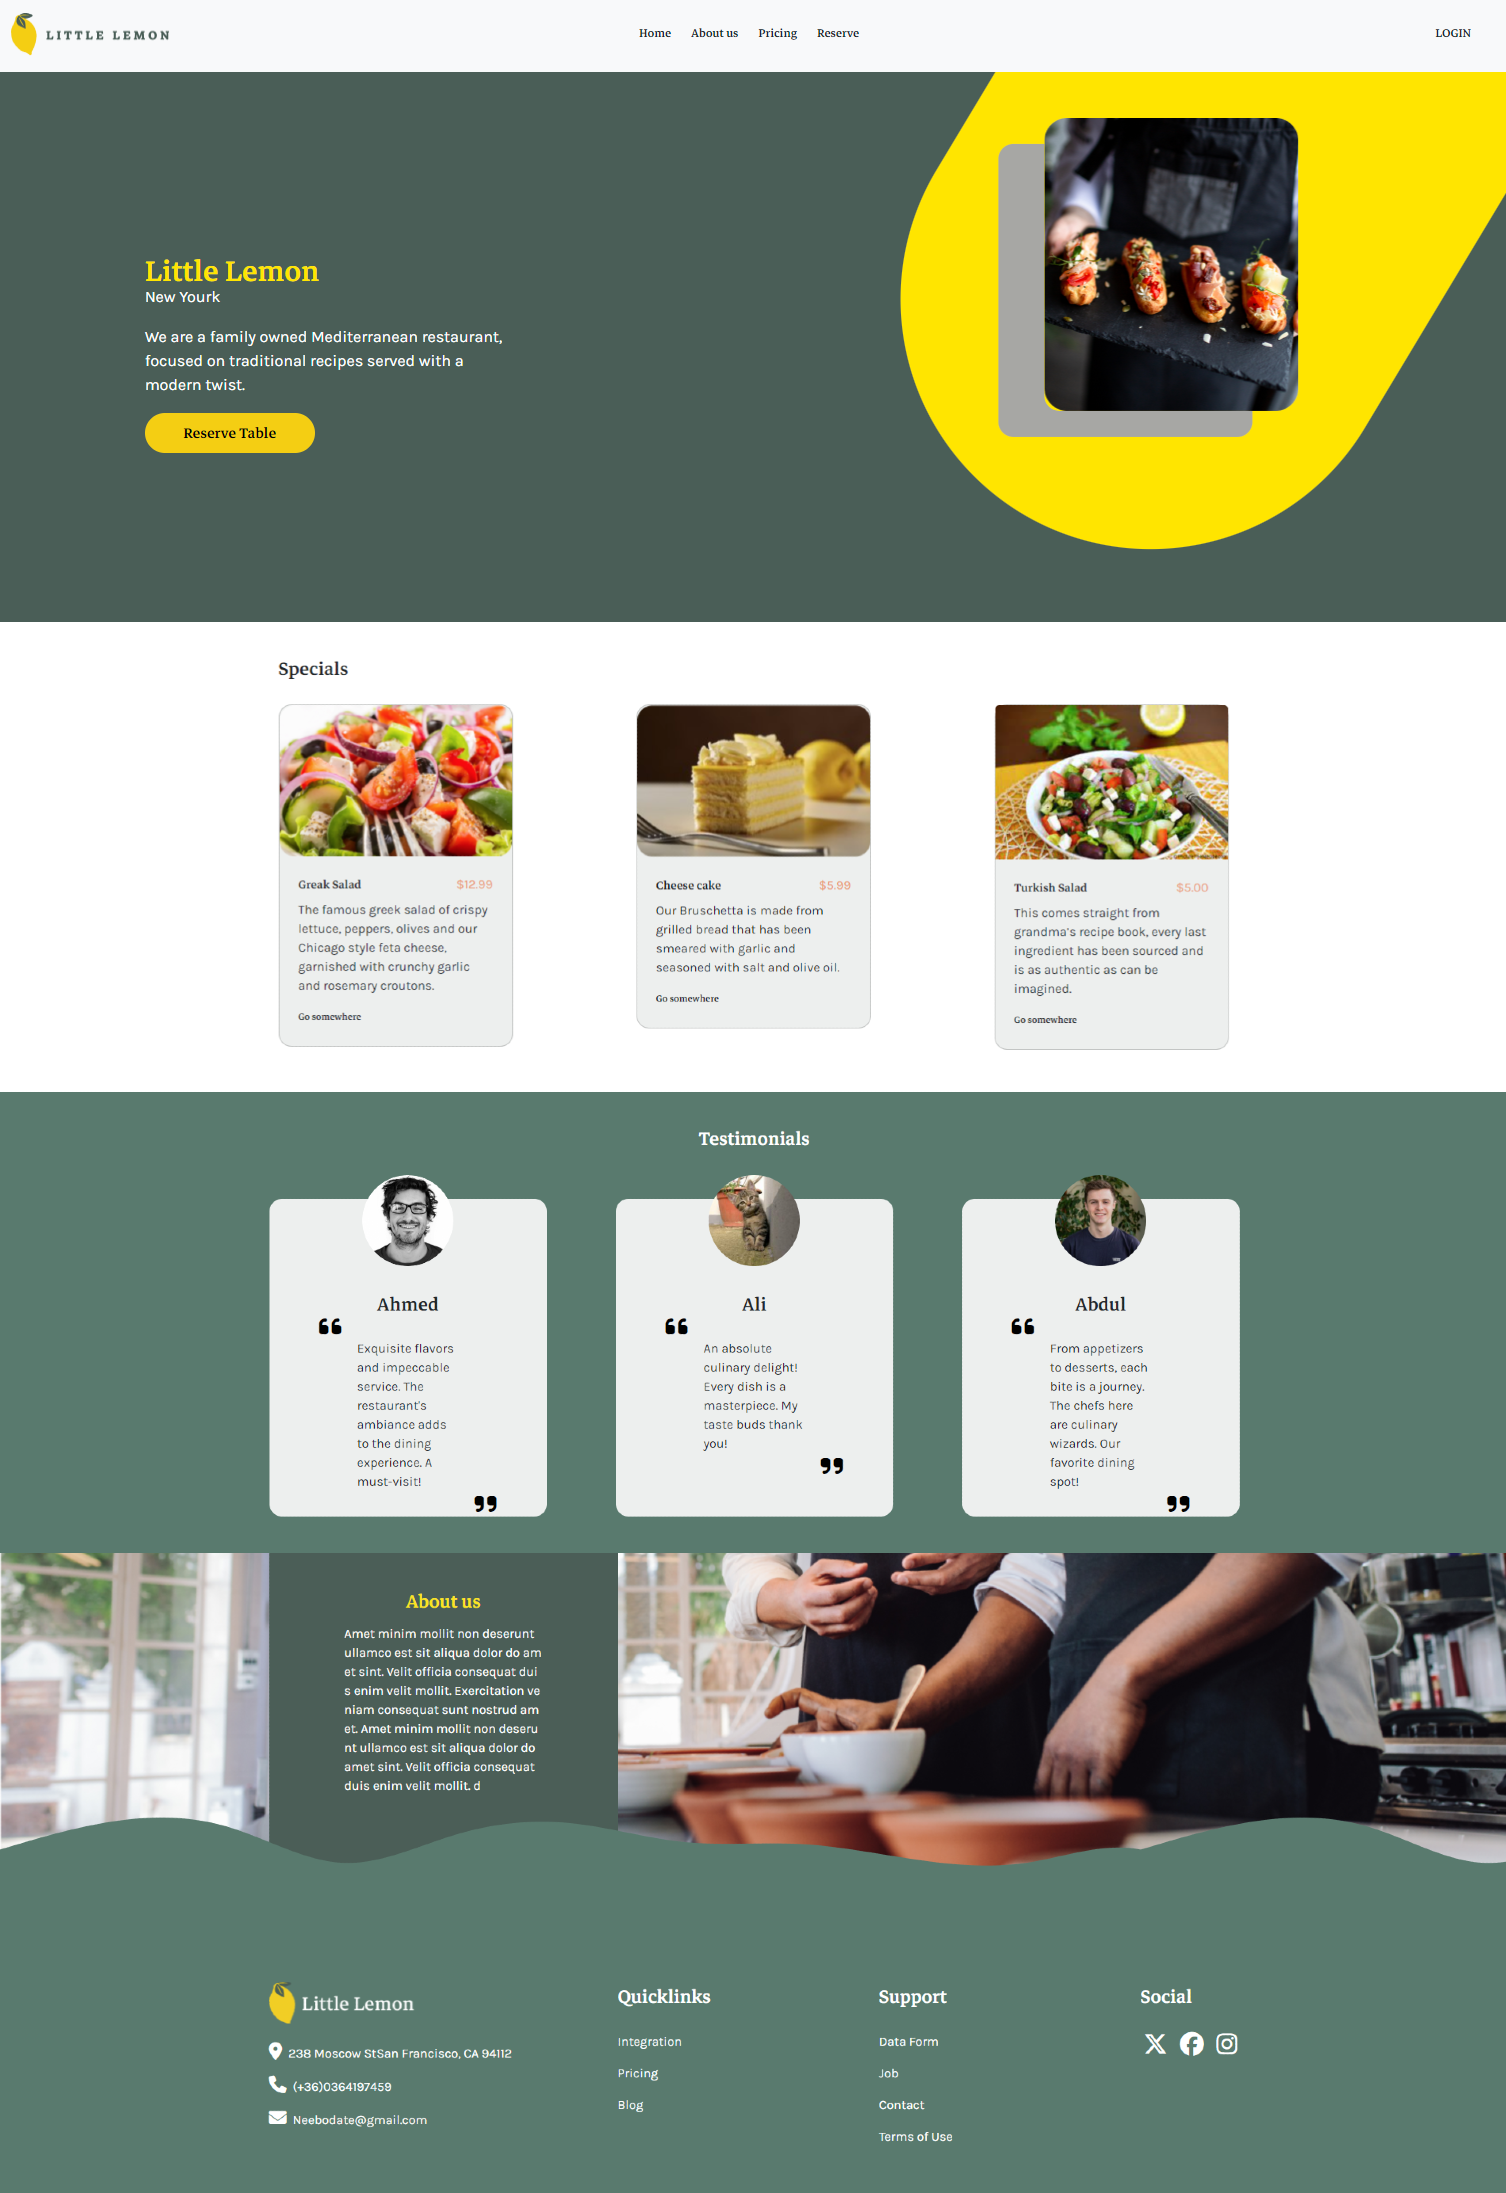 LITTLE LEMON
Home About us Pricing Reserve
LOGIN
Little Lemon
New Yourk
We are a family owned Mediterranean restaurant,
focused on traditional recipes served with a
modern twist.
Reserve Table
Specials
Greak Salad $12.99
The famous greek salad of crispy
lettuce, peppers, olives and our
Chicago style feta cheese,
garnished with crunchy garlic
and rosemary croutons.
Go somewhere
Cheese cake $5.99
Our Bruschetta is made from
grilled bread that has been
smeared with garlic and
seasoned with salt and olive oil.
Go somewhere
Turkish Salad $5.00
This comes straight from
grandma's recipe book, every last
ingredient has been sourced and
is as authentic as can be
imagined.
Go somewhere
Testimonials
Ahmed
Exquisite flavors
and impeccable
service. The
restaurant's
ambiance adds
to the dining
experience. A
must-visit!
Ali
An absolute
culinary delight!
Every dish is a
masterpiece. My
taste buds thank
you!
Abdul
From appetizers
to desserts, each
bite is a journey.
The chefs here
are culinary
wizards. Our
favorite dining
spot!
About us
Amet minim mollit non deserunt
ullamco est sit aliqua dolor do am
et sint. Velit officia consequat dui
s enim velit mollit. Exercitation ve
niam consequat sunt nostrud am
et. Amet minim mollit non deseru
nt ullamco est sit aliqua dolor do
amet sint. Velit officia consequat
duis enim velit mollit. d
Little Lemon
238 Moscow StSan Francisco, CA 94112
(+36)0364197459
Neebodate@gmail.com
Quicklinks
Integration
Pricing
Blog
Support
Data Form
Job
Contact
Terms of Use
Social